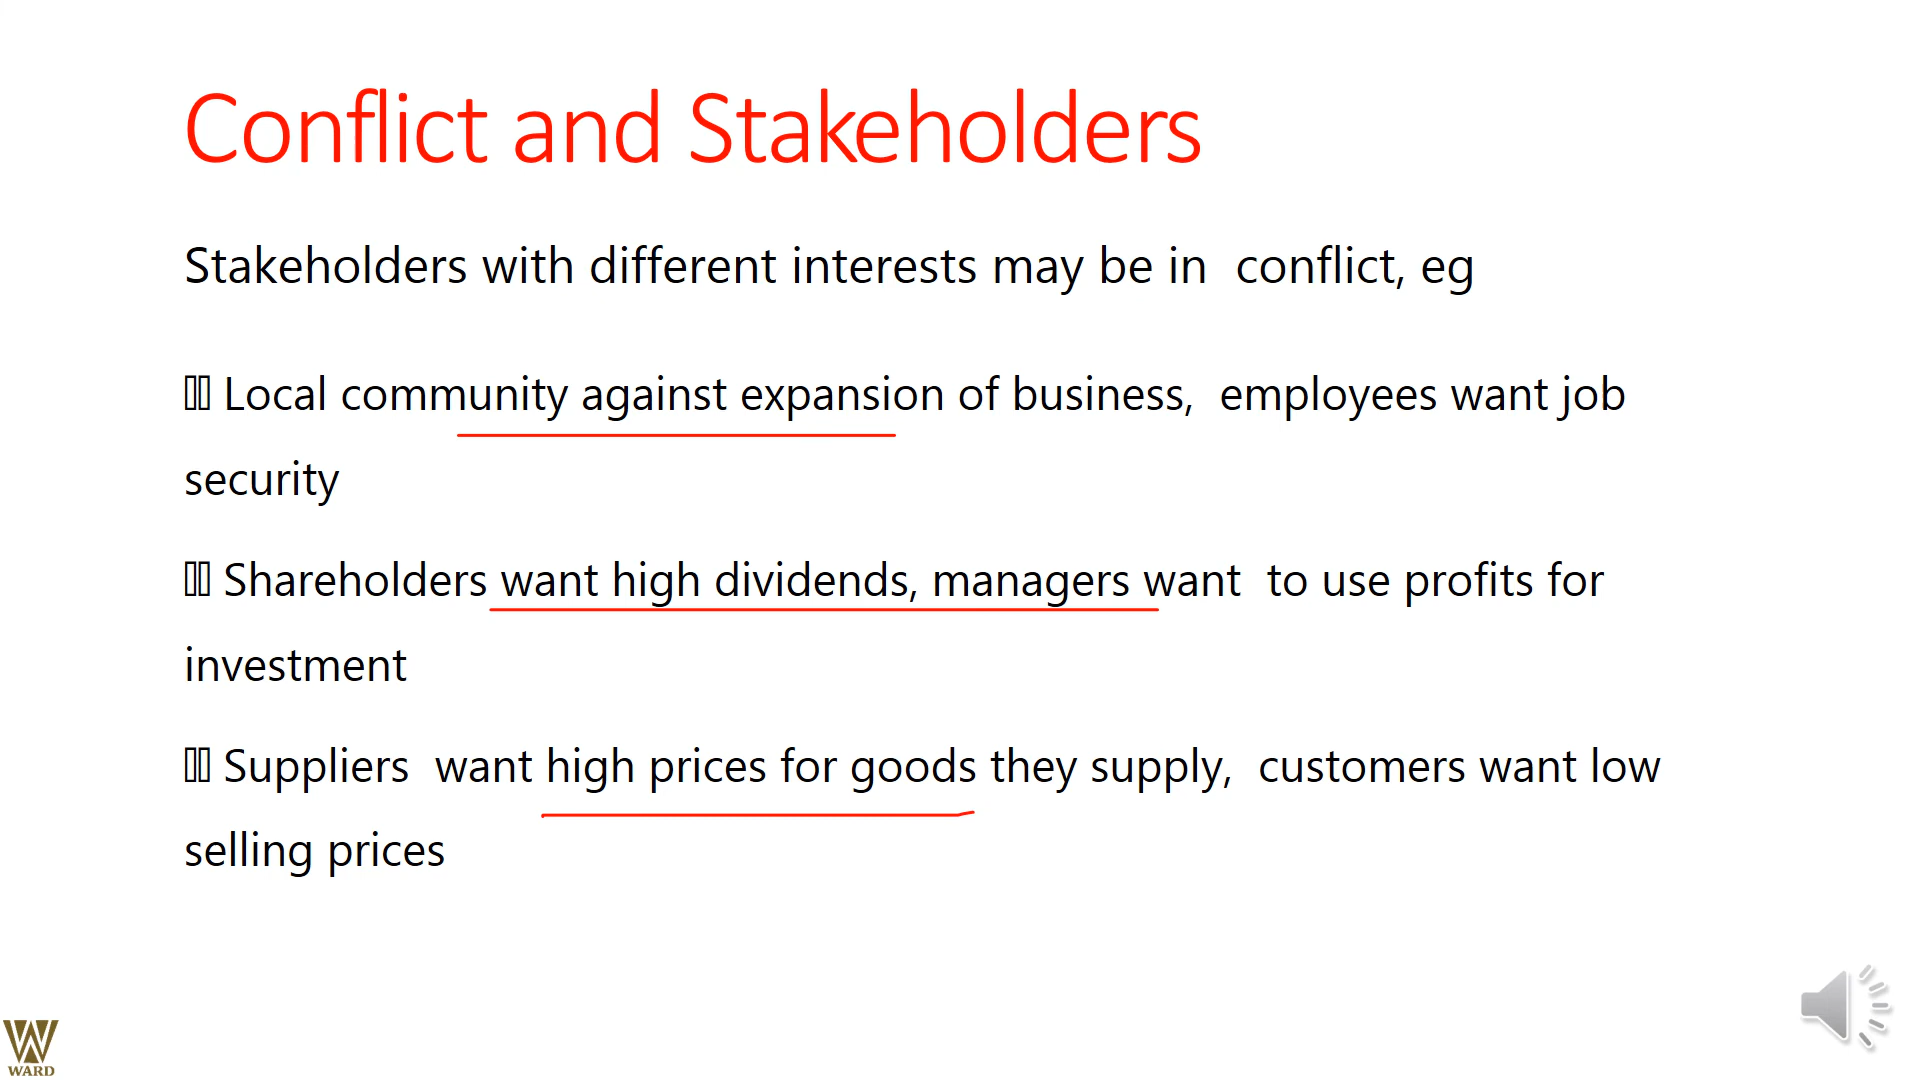 Conflict and Stakeholders
Stakeholders with different interests may be in  conflict, eg
Local community against expansion of business,  employees want job
security
Shareholders want high dividends, managers want  to use profits for
investment
Suppliers  want high prices for goods they supply,  customers want low
selling prices
WARD